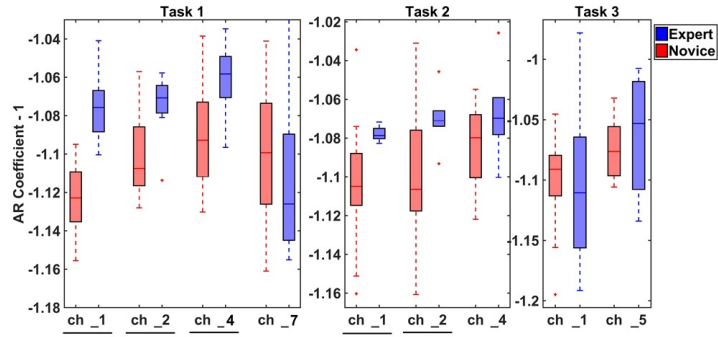 Task 1
Task 2
Task 3
Expert
Novice
AR Coefficient - 1
-1.04
-1.06
-1.08
-1.1
-1.12
-1.14
-1.16
-1.18
-1.02
-1.04
-1.06
-1.08
-1.1
-1.12
-1.14
-1.16
-1
-1.05
-1.1
-1.15
-1.2
ch _1
ch _2
ch _4
ch _7
ch _1
ch _2
ch _4
ch _1
ch _5